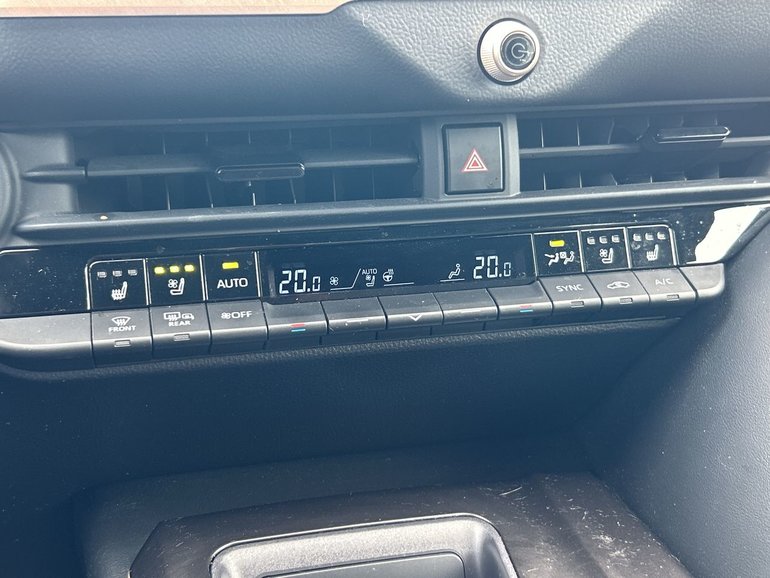 AUTO
20.0
AUTO
20.0
FRONT
REAR
OFF
SYNC
A/C